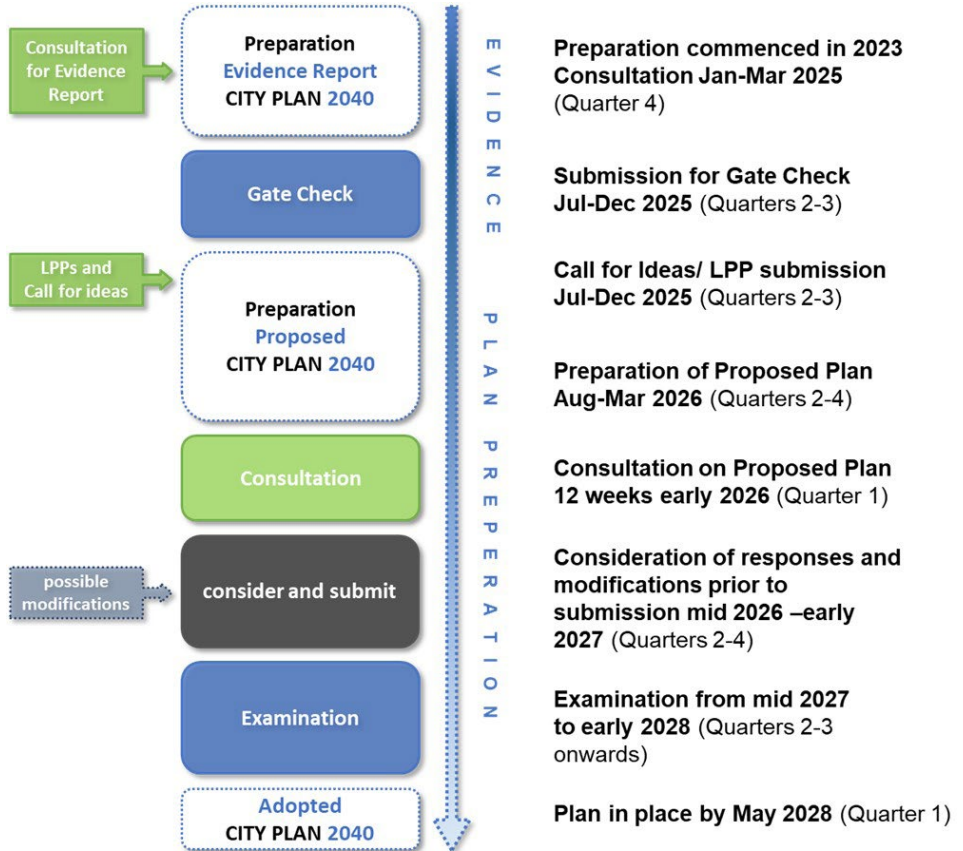 Consultation
for Evidence
Report
Preparation
Evidence Report
CITY PLAN 2040
Preparation commenced in 2023
Consultation Jan-Mar 2025
(Quarter 4)
EVIDENCE
Gate Check
Submission for Gate Check
Jul-Dec 2025 (Quarters 2-3)
LPPs and
Call for ideas
Preparation
Proposed
CITY PLAN 2040
Call for Ideas/ LPP submission
Jul-Dec 2025 (Quarters 2-3)
Preparation of Proposed Plan
Aug-Mar 2026 (Quarters 2-4)
PLAN PREPERATION
Consultation
Consultation on Proposed Plan
12 weeks early 2026 (Quarter 1)
possible
modifications
consider and submit
Consideration of responses and
modifications prior to
submission mid 2026 –early
2027 (Quarters 2-4)
Examination
Examination from mid 2027
to early 2028 (Quarters 2-3
onwards)
Adopted
CITY PLAN 2040
Plan in place by May 2028 (Quarter 1)